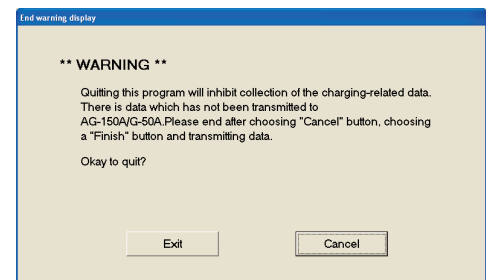 End warning display
** WARNING **
Quitting this program will inhibit collection of the charging-related data.
There is data which has not been transmitted to
AG-150A/G-50A.Please end after choosing "Cancel" button, choosing
a "Finish" button and transmitting data.
Okay to quit?
Exit Cancel